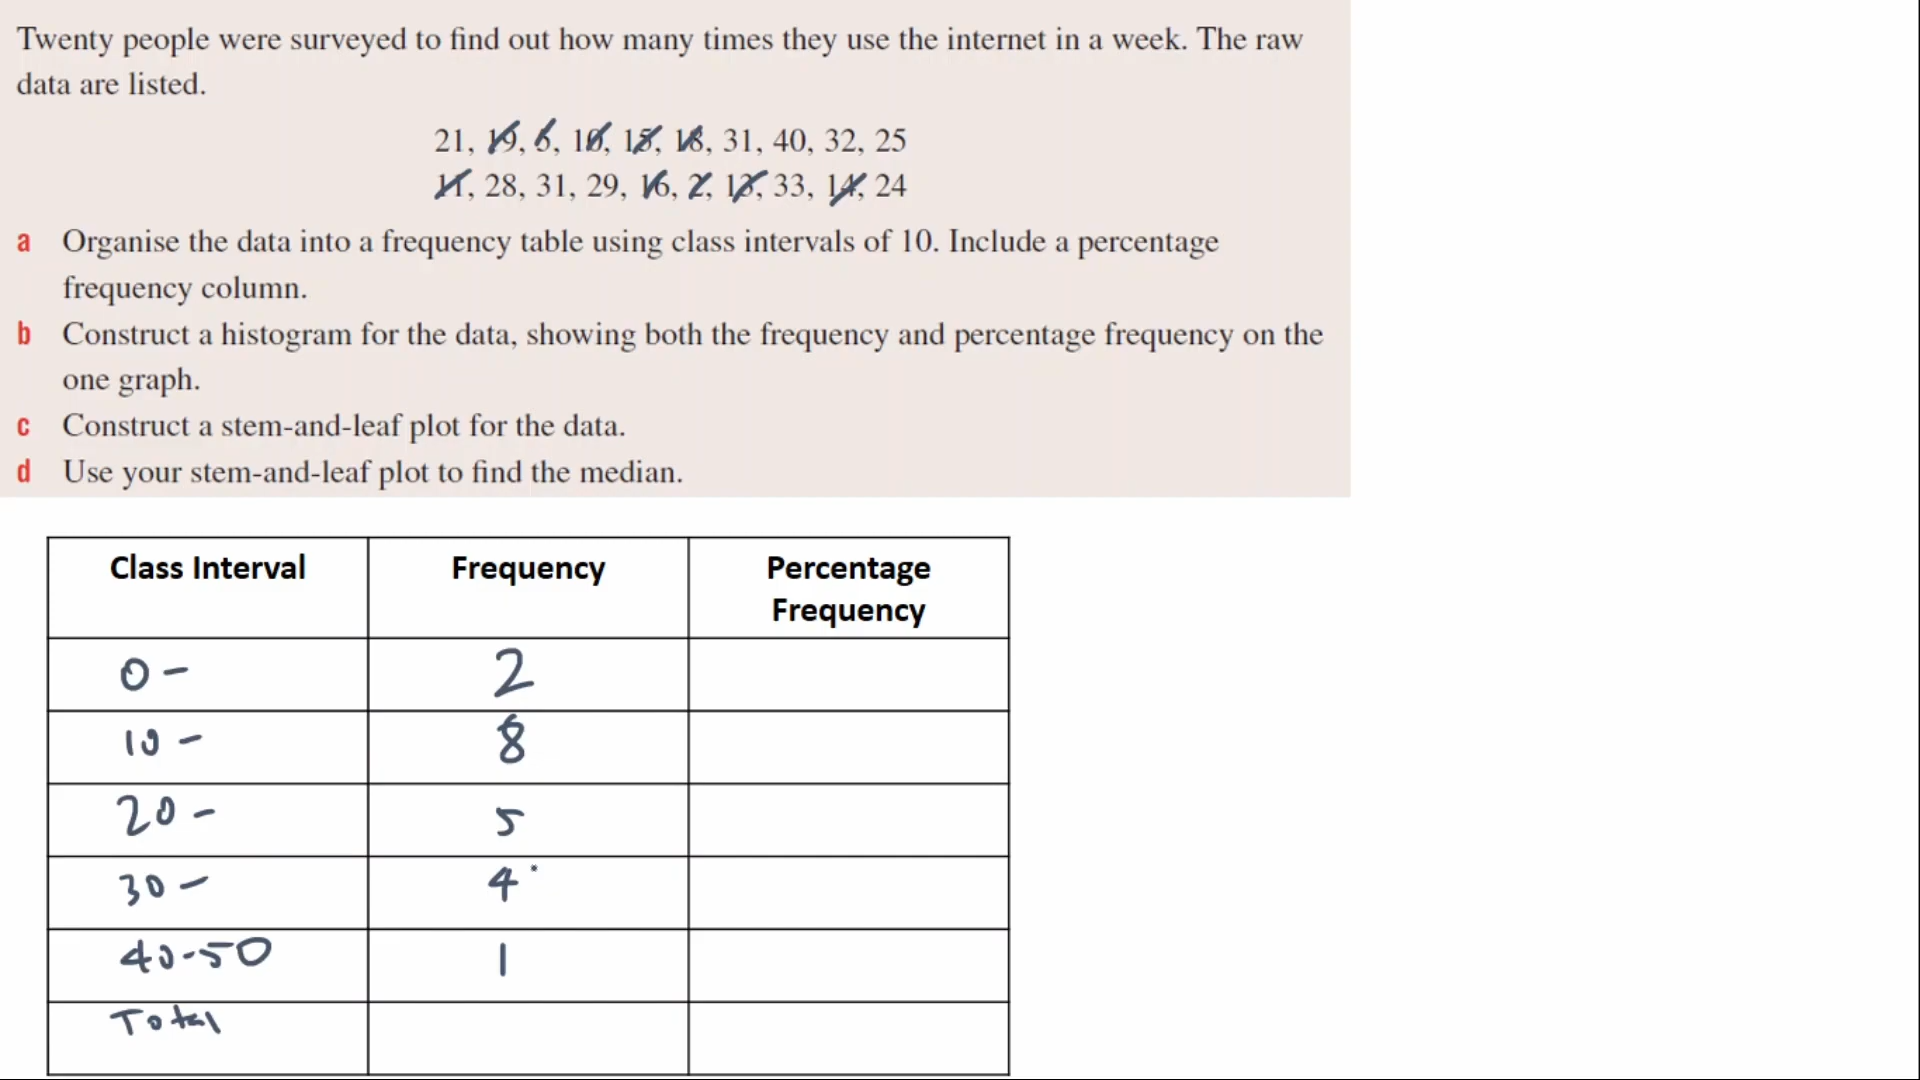 Twenty people were surveyed to find out how many times they use the internet in a week. The raw
data are listed.
21, 19, 6, 10, 15, 18, 31, 40, 32, 25
11, 28, 31, 29, 16, 2, 13, 33, 14, 24
a Organise the data into a frequency table using class intervals of 10. Include a percentage
frequency column.
b Construct a histogram for the data, showing both the frequency and percentage frequency on the
one graph.
c Construct a stem-and-leaf plot for the data.
d Use your stem-and-leaf plot to find the median.
Class Interval Frequency Percentage
Frequency
0 - 2
10 - 8
20 - 5
30 - 4
40-50 1
Total